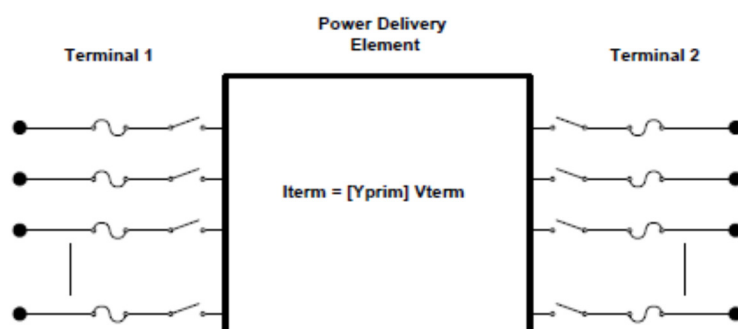 Power Delivery
Element
Terminal 1
Terminal 2
Iterm = [Yprim] Vterm